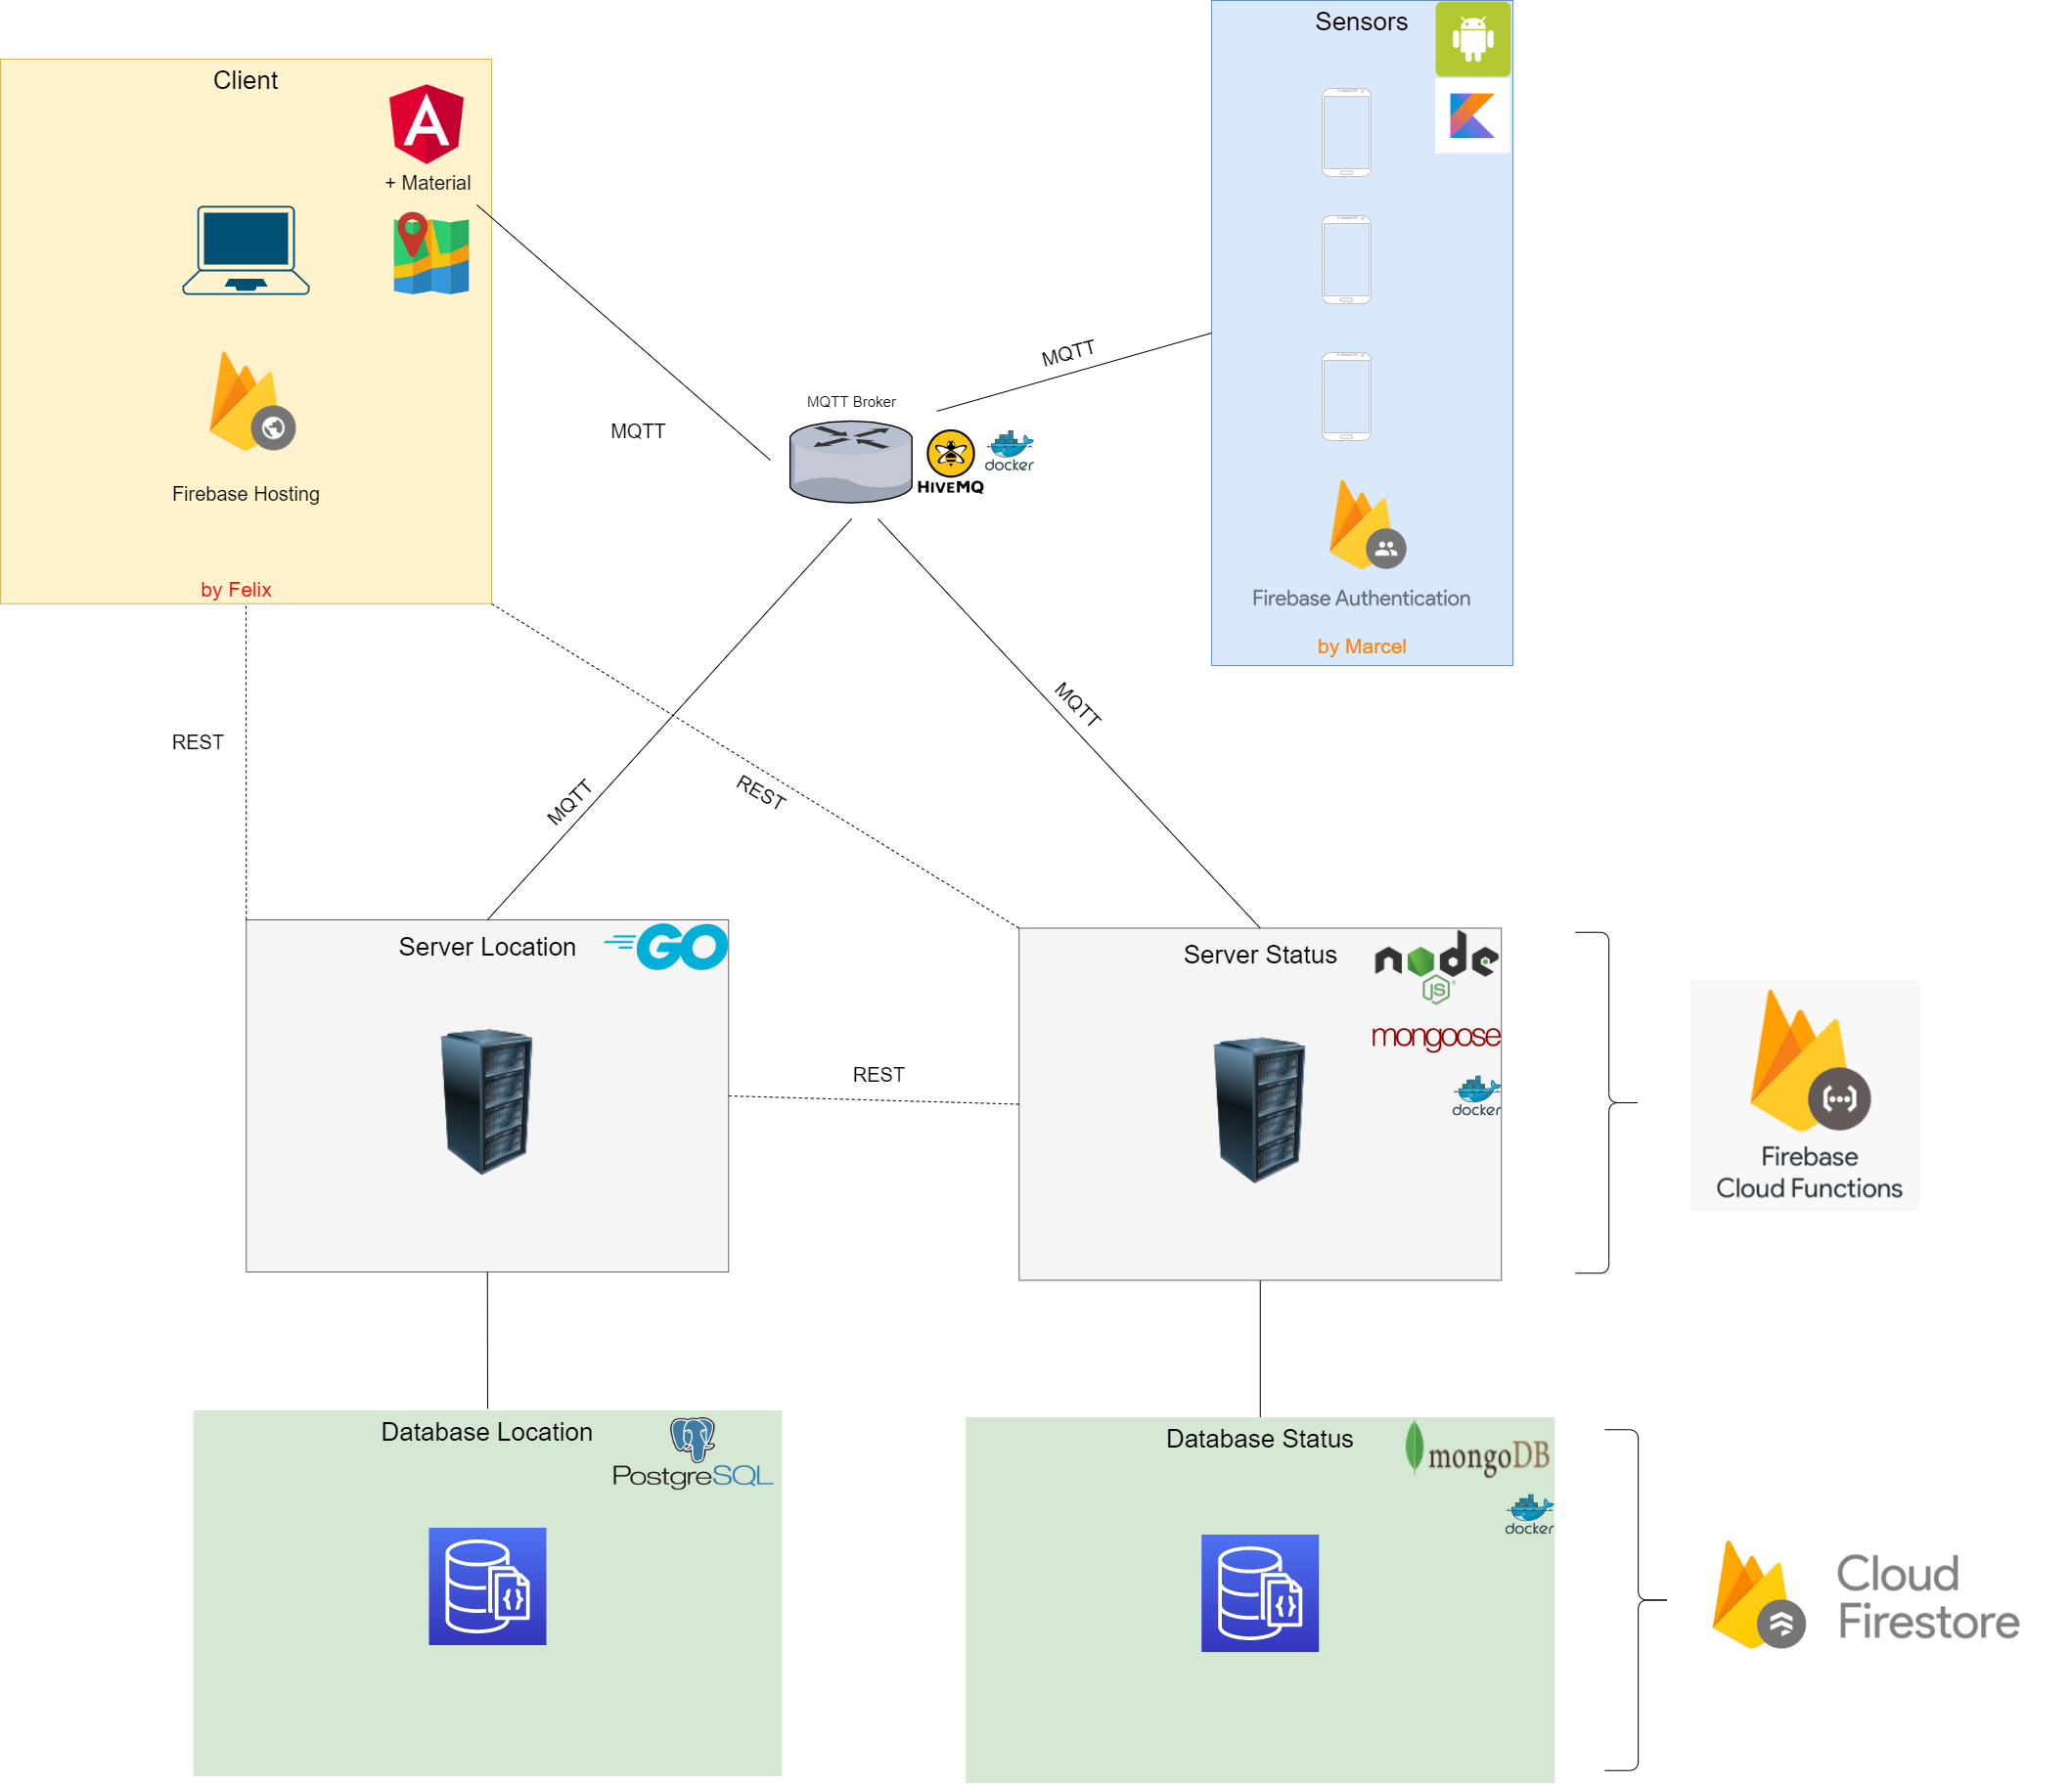 Sensors
Client
+ Material
MQTT
MQTT Broker
MQTT
HIVEMQ
docker
Firebase Hosting
by Felix
Firebase Authentication
by Marcel
MQTT
REST
MQTT
REST
Server Location
GO
Server Status
node
JS
mongoose
docker
REST
Firebase
Cloud Functions
Database Location
PostgreSQL
Database Status
mongoDB
docker
Cloud
Firestore